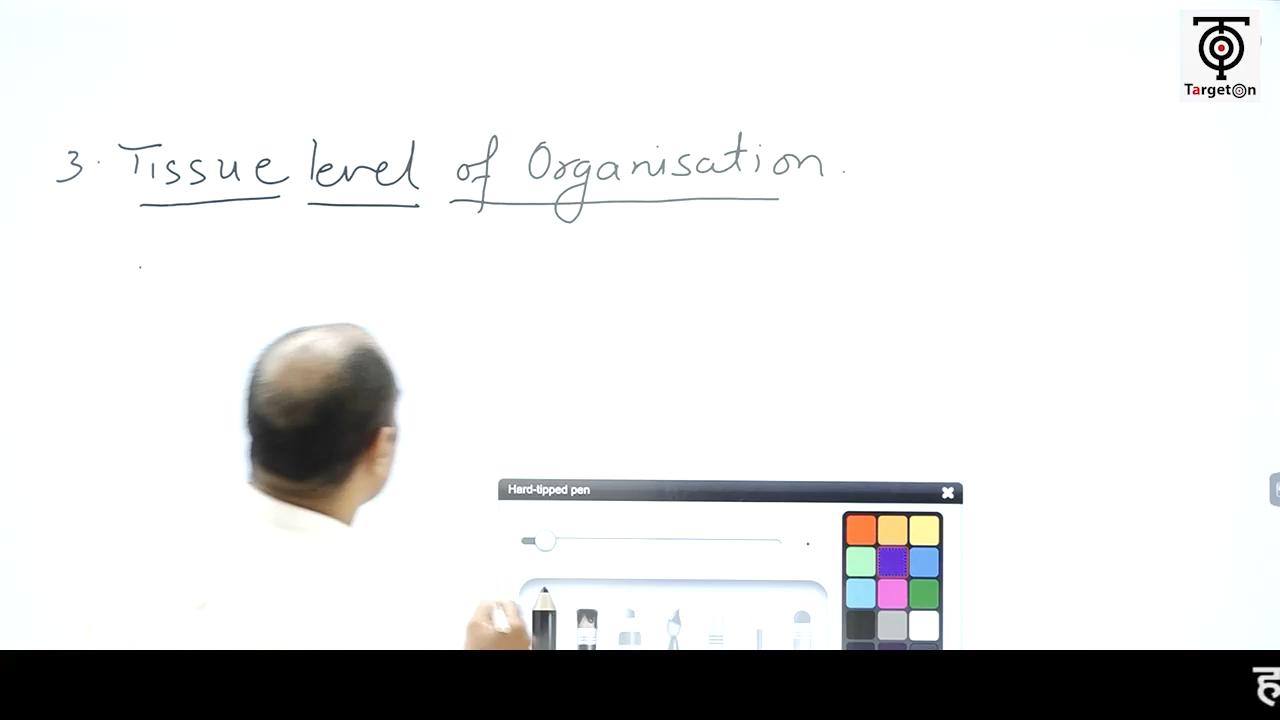 TargetOn
3. Tissue level of Organisation.
Hard-tipped pen